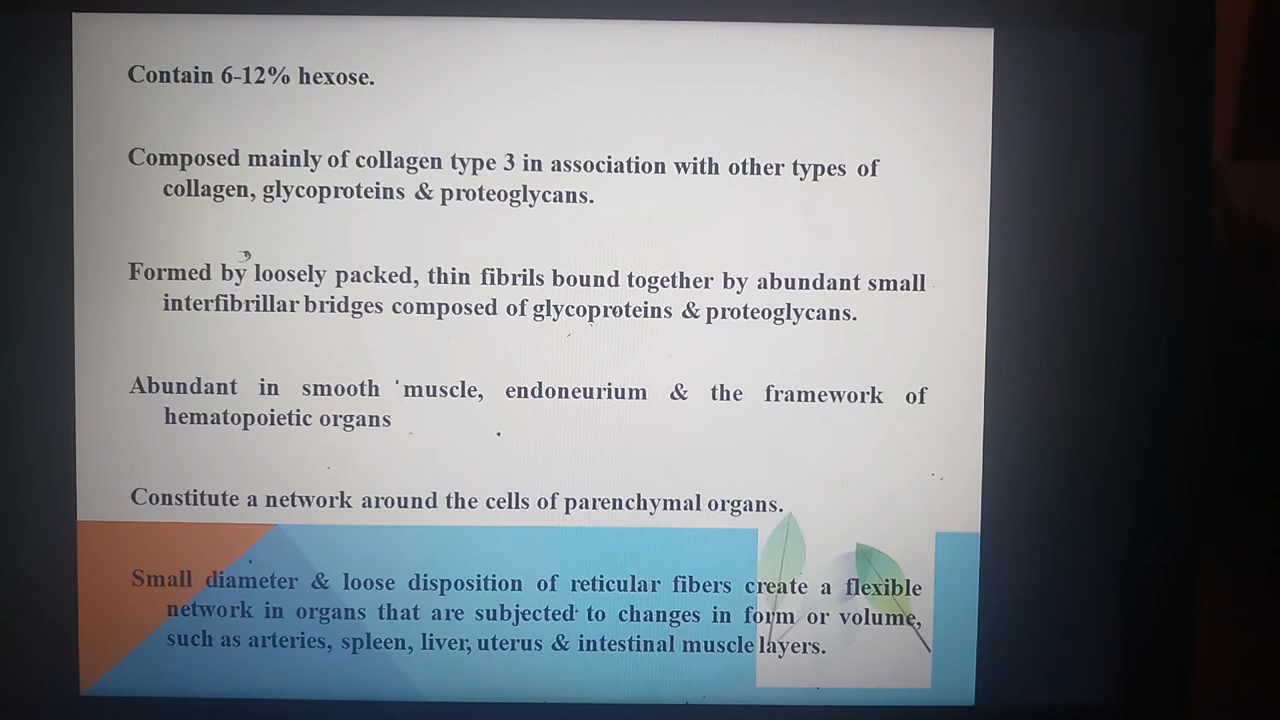 Contain 6-12% hexose.
Composed mainly of collagen type 3 in association with other types of
collagen, glycoproteins & proteoglycans.
Formed by loosely packed, thin fibrils bound together by abundant small
interfibrillar bridges composed of glycoproteins & proteoglycans.
Abundant in smooth muscle, endoneurium & the framework of
hematopoietic organs
Constitute a network around the cells of parenchymal organs.
Small diameter & loose disposition of reticular fibers create a flexible
network in organs that are subjected to changes in form or volume,
such as arteries, spleen, liver, uterus & intestinal muscle layers.